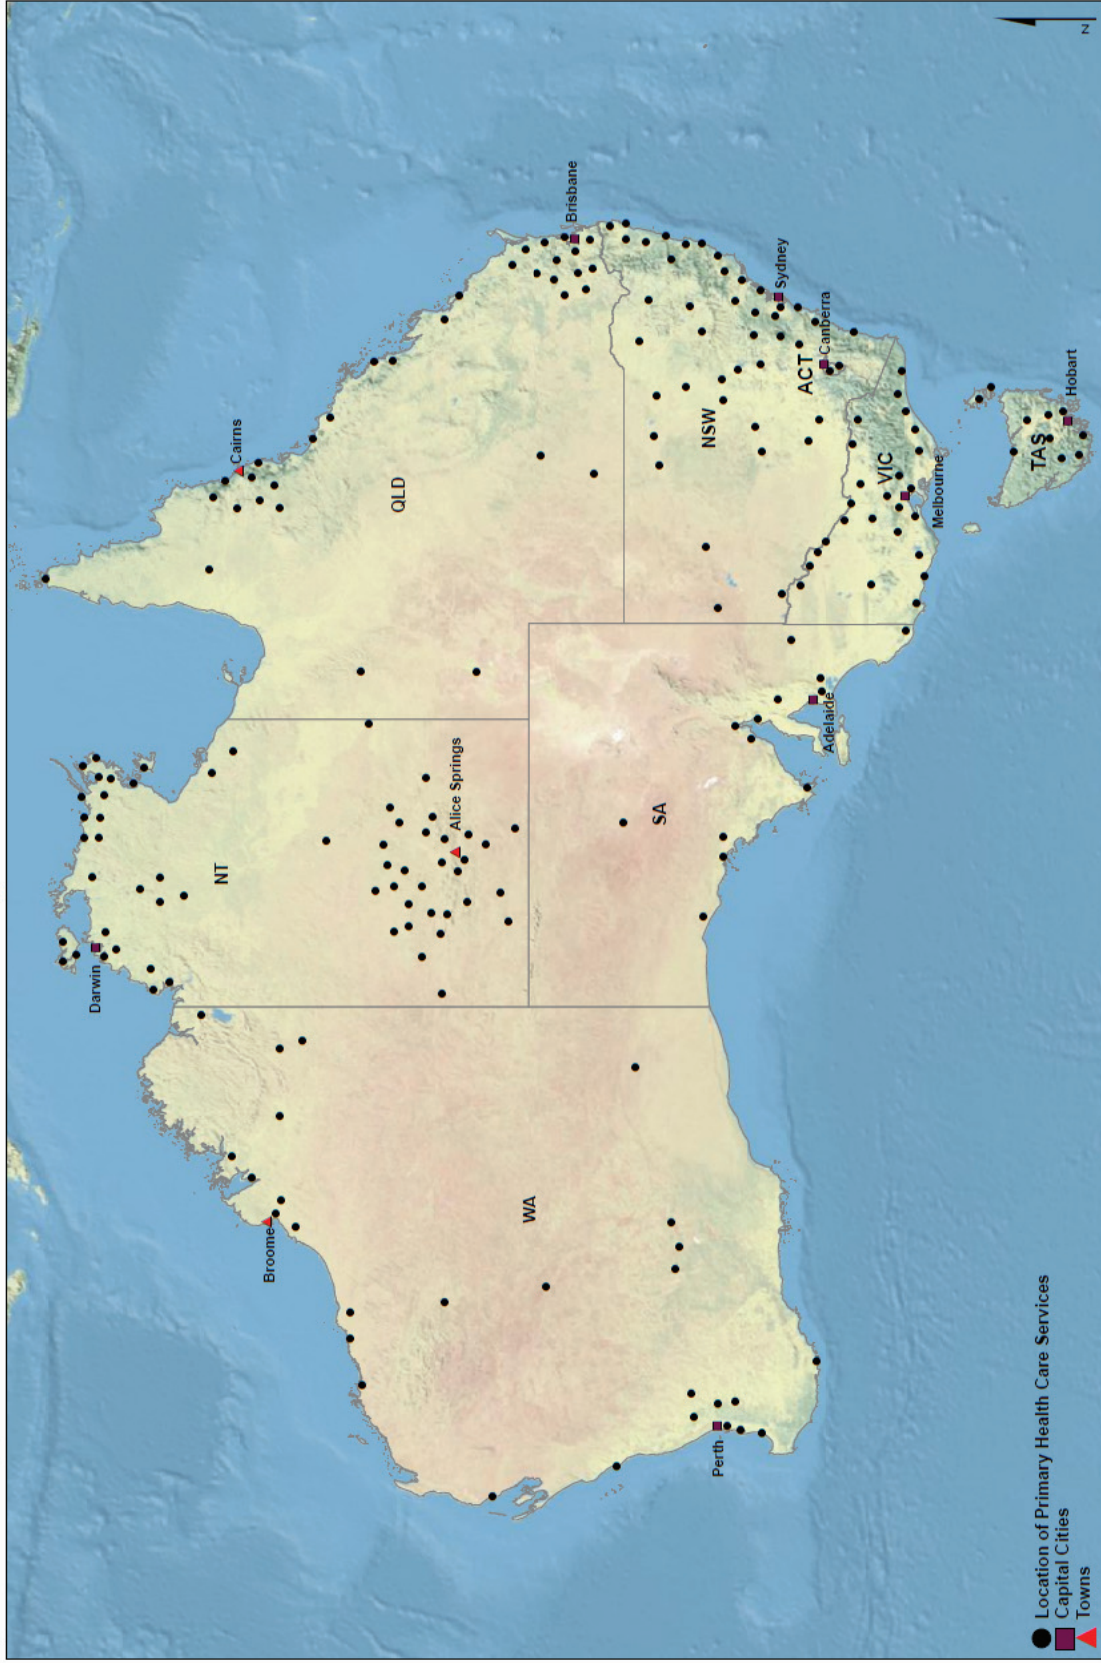 Darwin
Cairns
Broome
NT
QLD
Alice Springs
WA
Brisbane
SA
NSW
Perth
Sydney
ACT
Canberra
Adelaide
VIC
Melbourne
TAS
Hobart
N
Location of Primary Health Care Services
Capital Cities
Towns